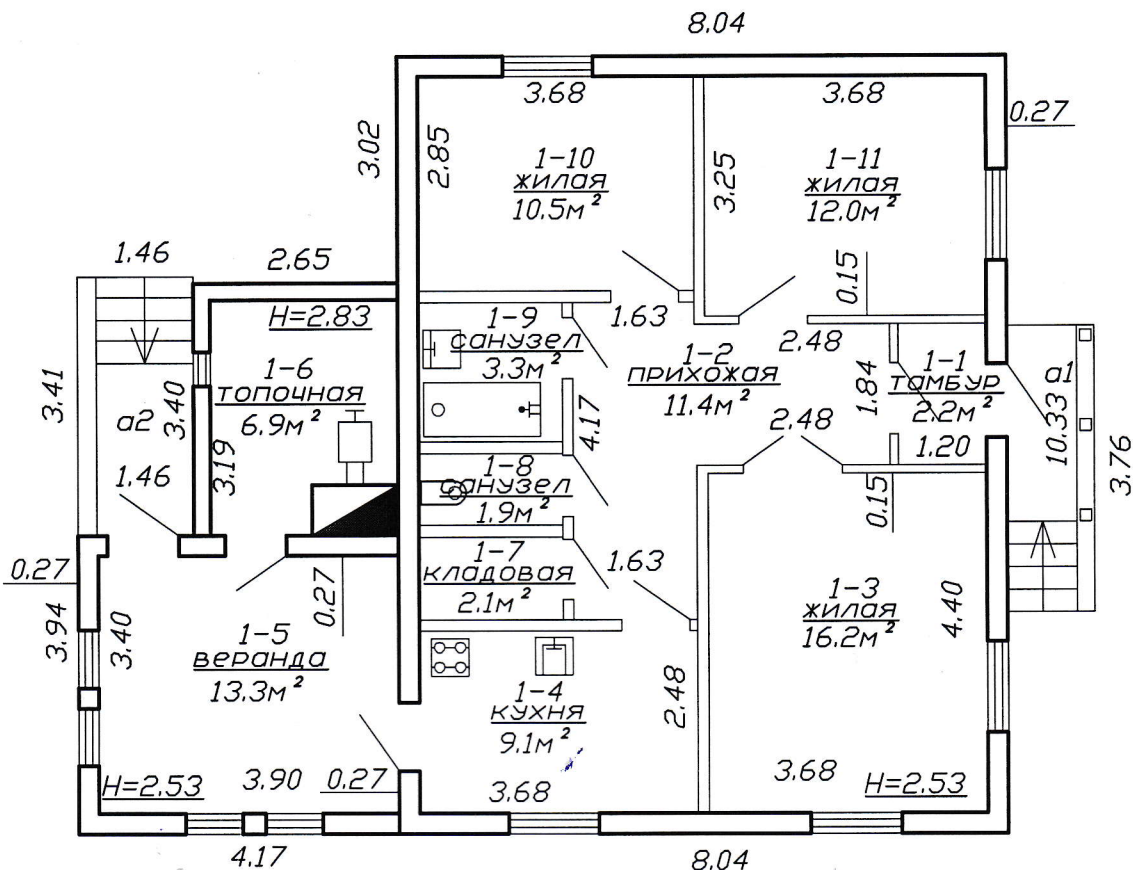 8.04
3.68
3.68
0.27
3.02
2.85
1-10
жилая
10.5м²
3.25
1-11
жилая
12.0м²
1.46
2.65
0.15
H=2.83
1-9
санузел
3.3м²
1.63
1-2
прихожая
11.4м²
2.48
1.84
1-1
тамбур
2.2м²
1.20
а1
10.33
3.76
3.41
а2
3.40
1-6
топочная
6.9м²
3.19
1.46
4.17
2.48
1-8
санузел
1.9м²
0.15
0.27
1-7
кладовая
2.1м²
0.27
1.63
1-3
жилая
16.2м²
4.40
3.94
3.40
1-5
веранда
13.3м²
1-4
кухня
9.1м²
2.48
H=2.53
3.90
0.27
3.68
3.68
H=2.53
4.17
8.04